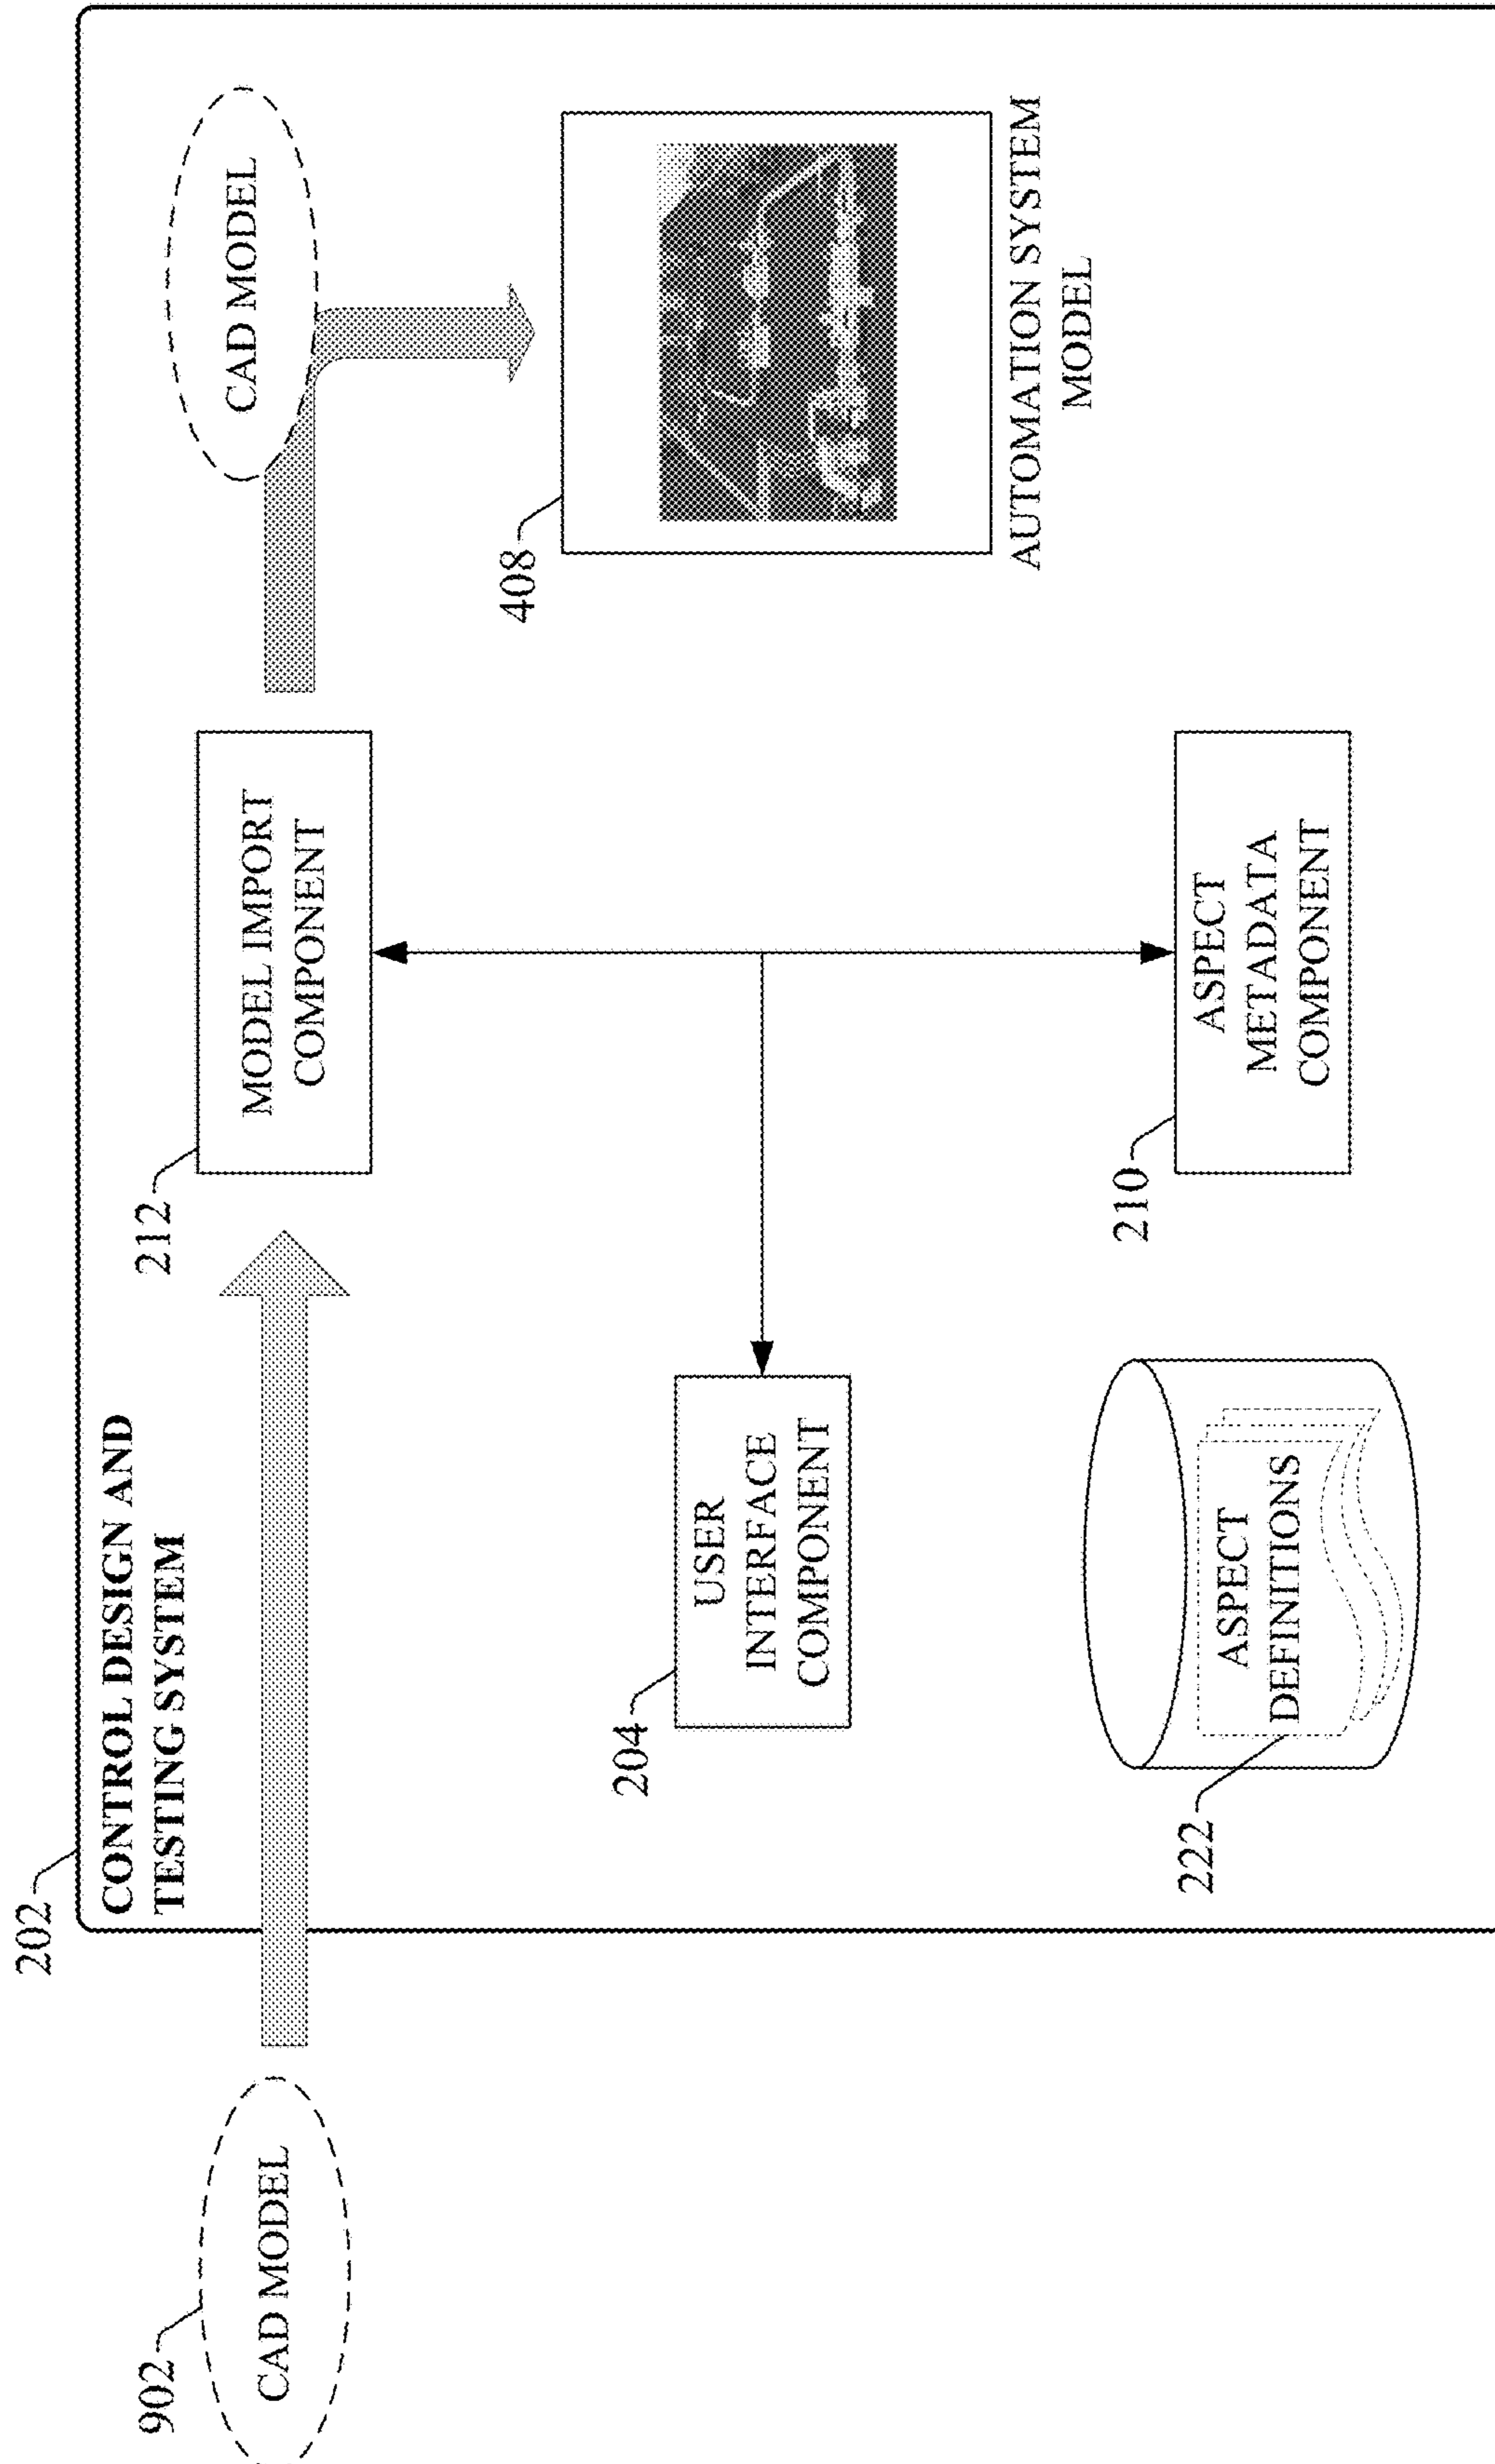 202
CONTROL DESIGN AND
TESTING SYSTEM
902
CAD MODEL
212
MODEL IMPORT
COMPONENT
CAD MODEL
408
AUTOMATION SYSTEM
MODEL
204
USER
INTERFACE
COMPONENT
222
ASPECT
DEFINITIONS
210
ASPECT
METADATA
COMPONENT